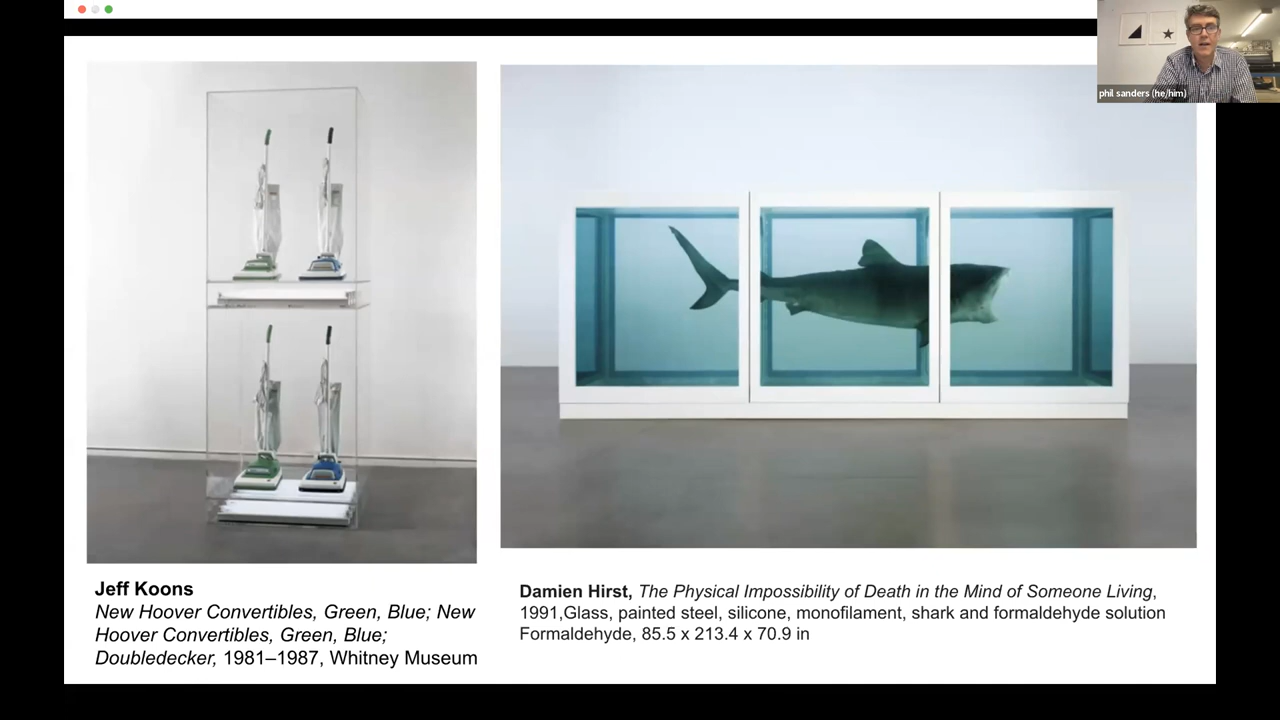 phil sanders (he/him)
Jeff Koons
New Hoover Convertibles, Green, Blue; New
Hoover Convertibles, Green, Blue;
Doubledecker, 1981–1987, Whitney Museum
Damien Hirst, The Physical Impossibility of Death in the Mind of Someone Living,
1991,Glass, painted steel, silicone, monofilament, shark and formaldehyde solution
Formaldehyde, 85.5 x 213.4 x 70.9 in